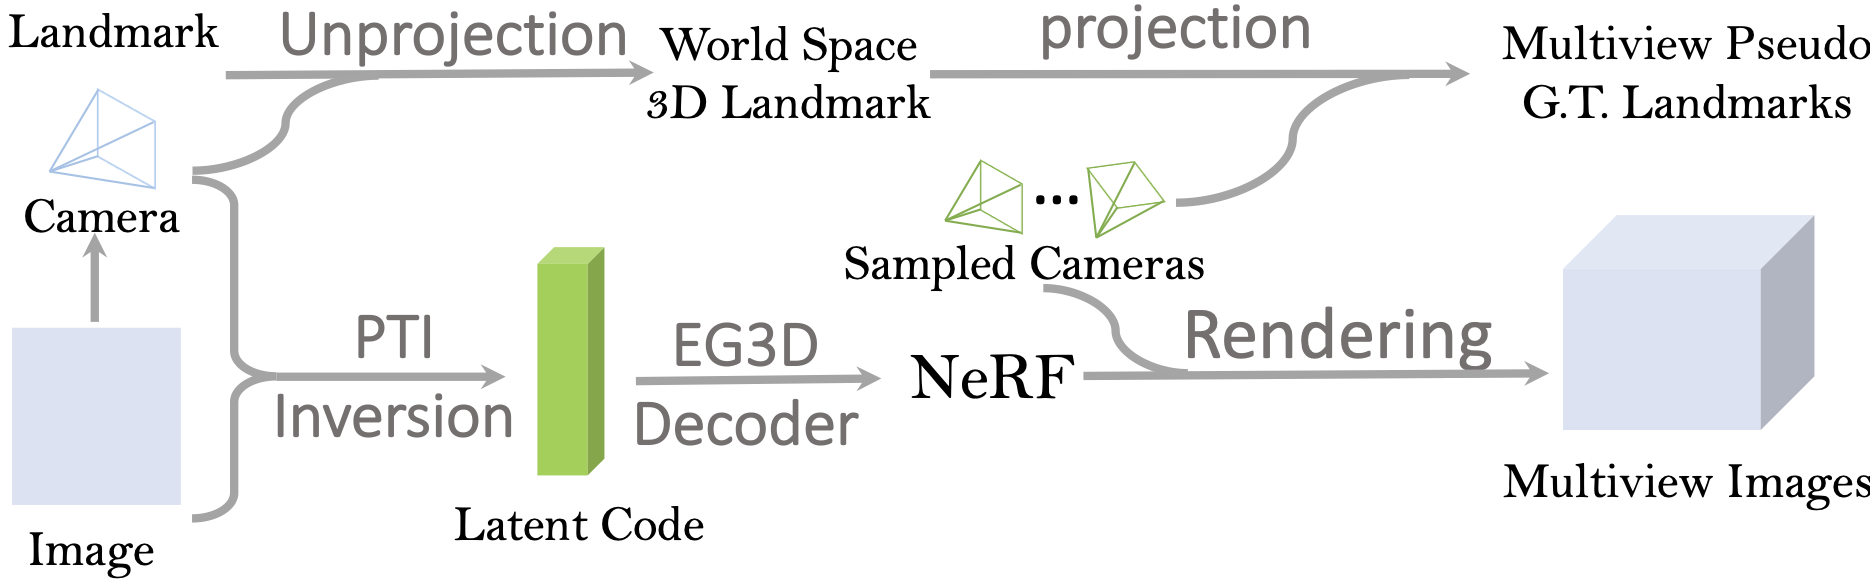 Landmark
Unprojection
World Space
3D Landmark
projection
Multiview Pseudo
G.T. Landmarks
Camera
...
Sampled Cameras
PTI
Inversion
EG3D
Decoder
NeRF
Rendering
Image
Latent Code
Multiview Images